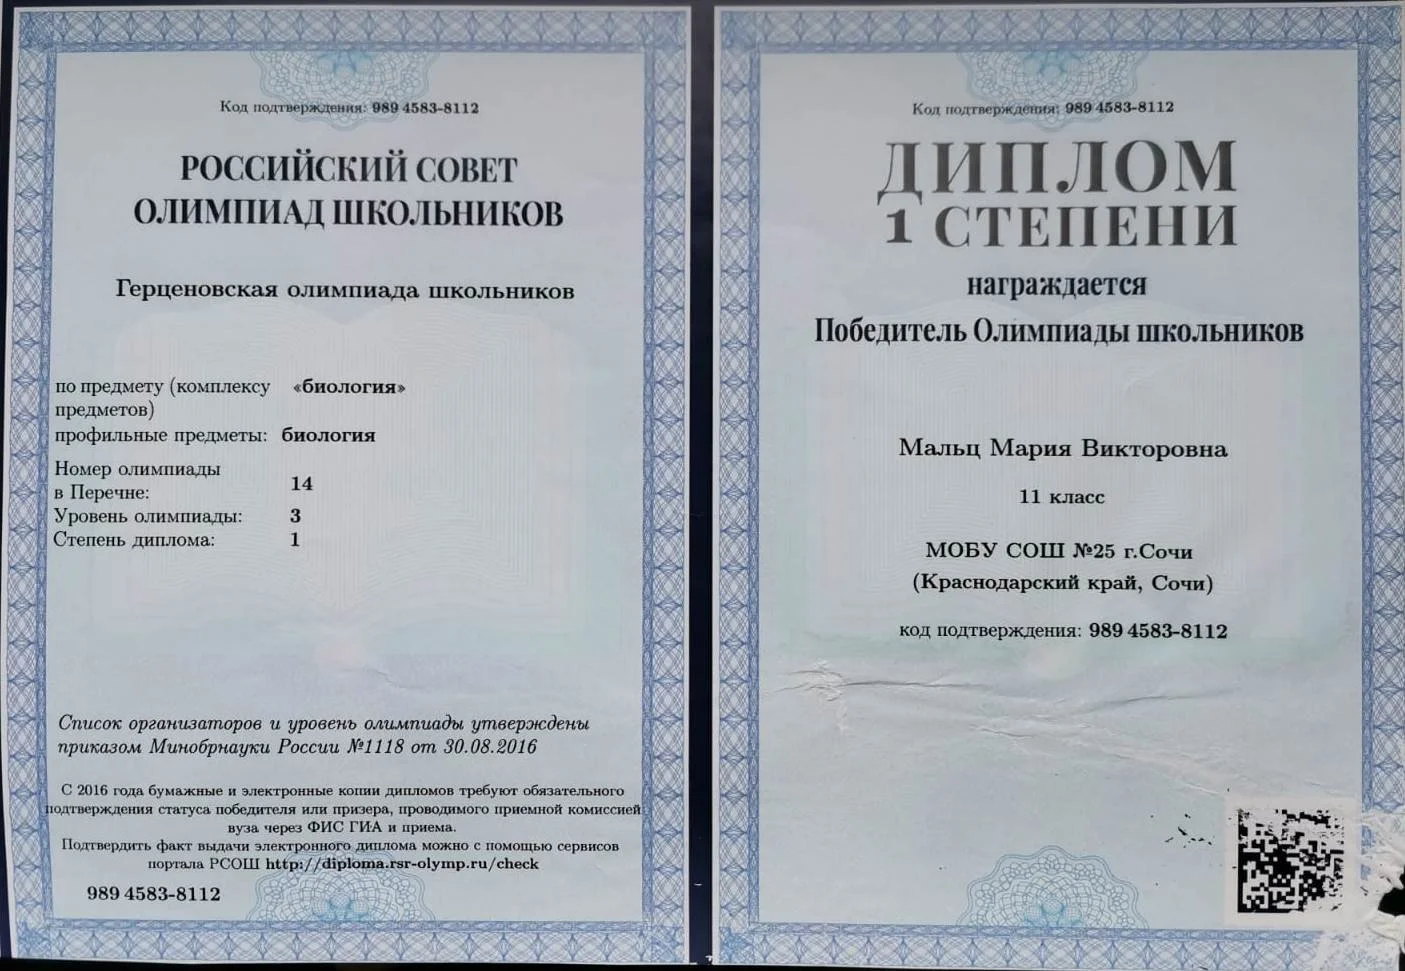 Код подтверждения: 989 4583-8112
РОССИЙСКИЙ СОВЕТ
ОЛИМПИАД ШКОЛЬНИКОВ
Герценовская олимпиада школьников
по предмету (комплексу «биология»
предметов)
профильные предметы: биология
Номер олимпиады
в Перечне: 14
Уровень олимпиады: 3
Степень диплома: 1
Список организаторов и уровень олимпиады утверждены
приказом Минобрнауки России №1118 от 30.08.2016
С 2016 года бумажные и электронные копии дипломов требуют обязательного
подтверждения статуса победителя или призера, проводимого приемной комиссией
вуза через ФИС ГИА и приема.
Подтвердить факт выдачи электронного диплома можно с помощью сервисов
портала РСОШ http://diploma.rsr-olymp.ru/check
989 4583-8112
Код подтверждения: 989 4583-8112
ДИПЛОМ
1 СТЕПЕНИ
награждается
Победитель Олимпиады школьников
Мальц Мария Викторовна
11 класс
МОБУ СОШ №25 г.Сочи
(Краснодарский край, Сочи)
код подтверждения: 989 4583-8112